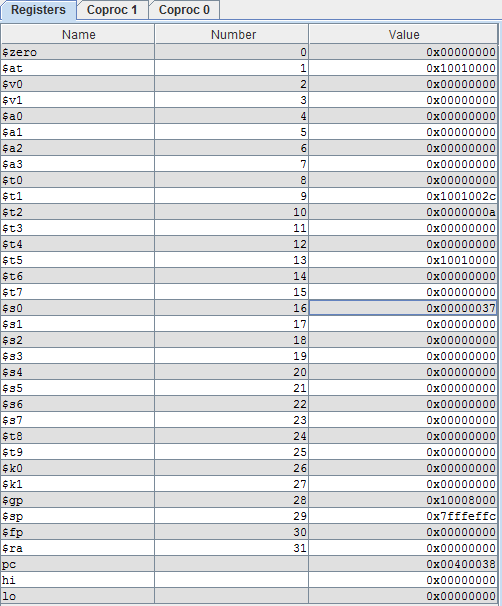 Registers Coproc 1 Coproc 0
Name Number Value
$zero 0 0x00000000
$at 1 0x10010000
$v0 2 0x00000000
$v1 3 0x00000000
$a0 4 0x00000000
$a1 5 0x00000000
$a2 6 0x00000000
$a3 7 0x00000000
$t0 8 0x00000000
$t1 9 0x1001002c
$t2 10 0x0000000a
$t3 11 0x00000000
$t4 12 0x00000000
$t5 13 0x10010000
$t6 14 0x00000000
$t7 15 0x00000000
$s0 16 0x00000037
$s1 17 0x00000000
$s2 18 0x00000000
$s3 19 0x00000000
$s4 20 0x00000000
$s5 21 0x00000000
$s6 22 0x00000000
$s7 23 0x00000000
$t8 24 0x00000000
$t9 25 0x00000000
$k0 26 0x00000000
$k1 27 0x00000000
$gp 28 0x10008000
$sp 29 0x7fffeffc
$fp 30 0x00000000
$ra 31 0x00000000
pc 0x00400038
hi 0x00000000
lo 0x00000000